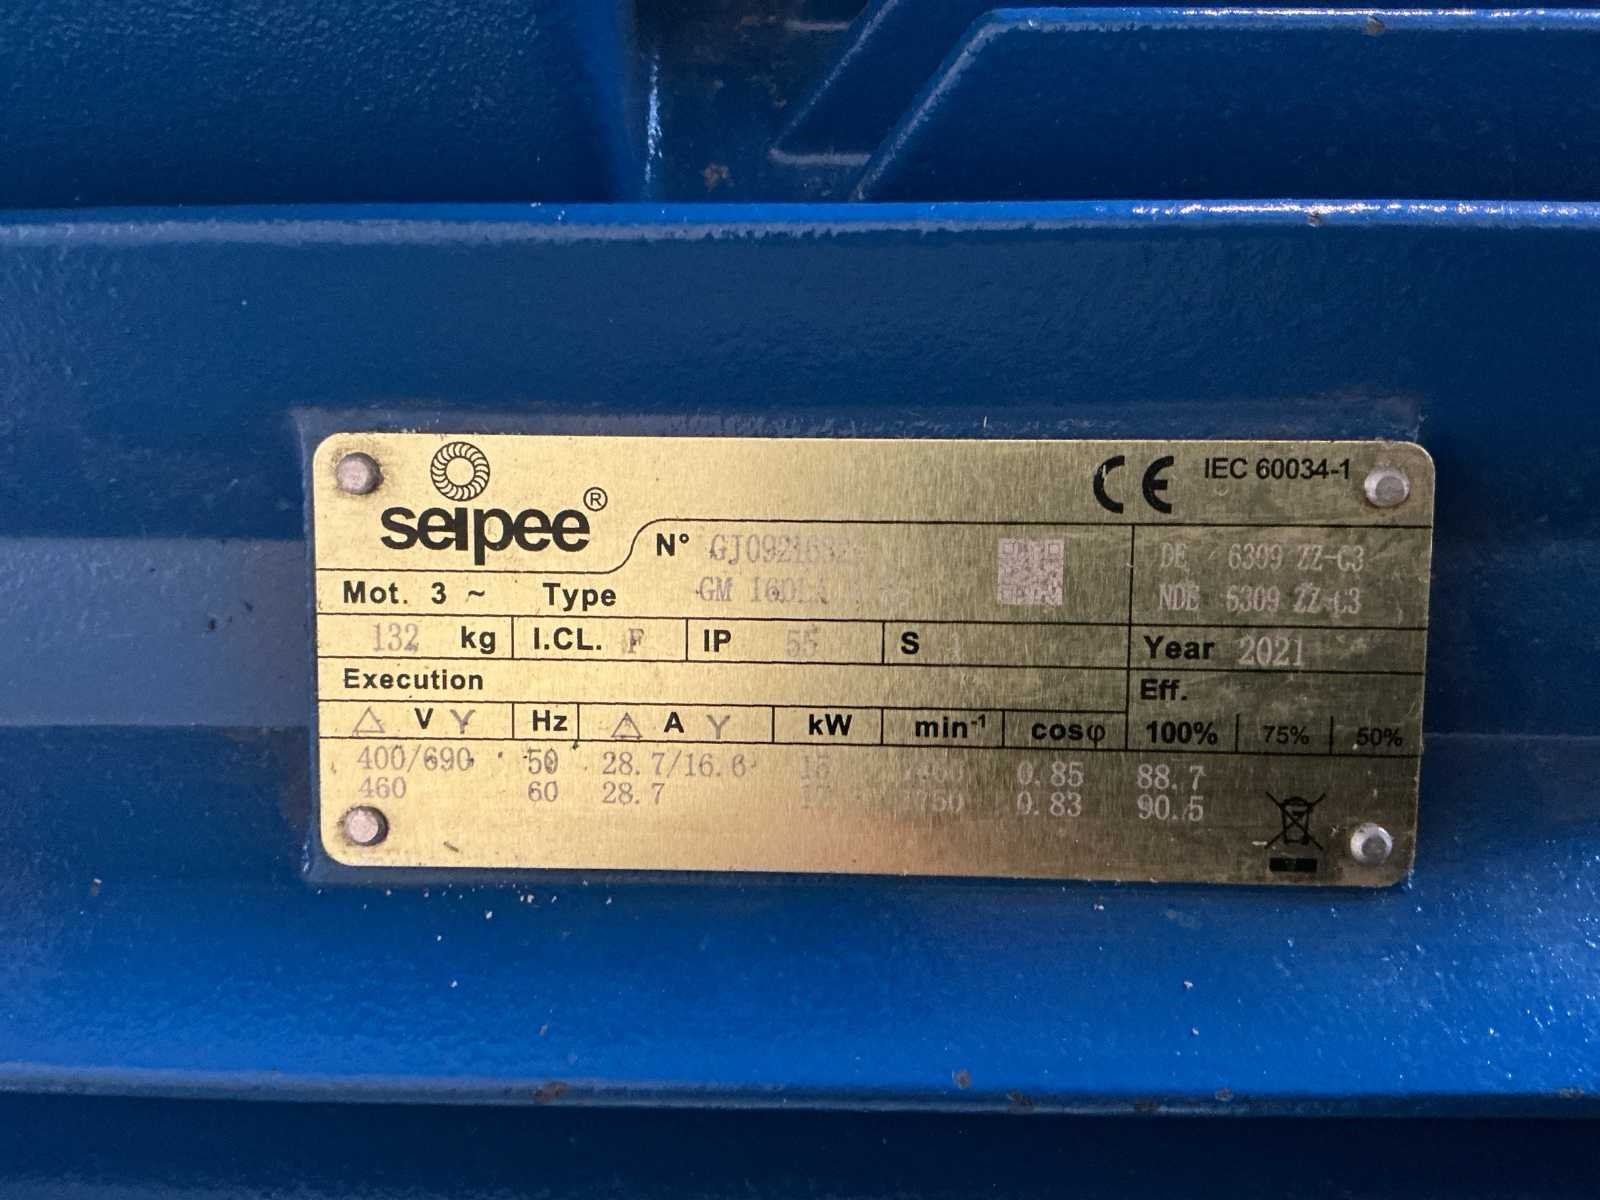 seipee®
CE IEC 60034-1
N°
DE 6309 ZZ-C3
Mot. 3 ~ Type GM
NDE 6309 ZZ-C3
132 kg I.CL. F IP 55 S
Year 2021
Execution
Eff.
△ V Y Hz △ A Y kW min⁻¹ cosφ 100% 75% 50%
400/690 50 28.7/16.6 15 0.85 88.7
460 60 28.7 0.83 90.5